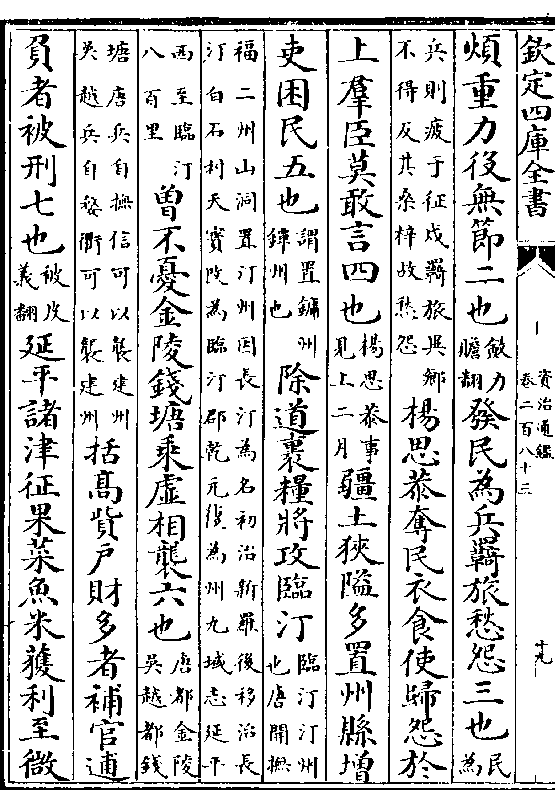 欽定四庫全書
資治通鑑
卷二百八十三
十九
煩重力役無節二也斂力贍翻發民為兵羇旅愁怨三也民為
兵則疲于征戍羇旅異鄉不得反其桑梓故愁怨楊思恭奪民衣食使歸怨於
上羣臣莫敢言四也楊思恭事見上二月疆土狹隘多置州縣增
吏困民五也謂置鏞州鐔州也除道裹糧將攻臨汀臨汀汀州也唐開撫
福二州山洞置汀州因長汀為名初治新羅後移治長汀白石村天寶改為臨汀郡乾元復為州九域志延平
西至臨汀八百里曾不憂金陵錢塘乘虛相襲六也唐都金陵吳越都錢
塘唐兵自撫信可以襲建州吳越兵自婺衢可以襲建州括高貲戶財多者補官逋
負者被刑七也被皮義翻延平諸津征果菜魚米獲利至微